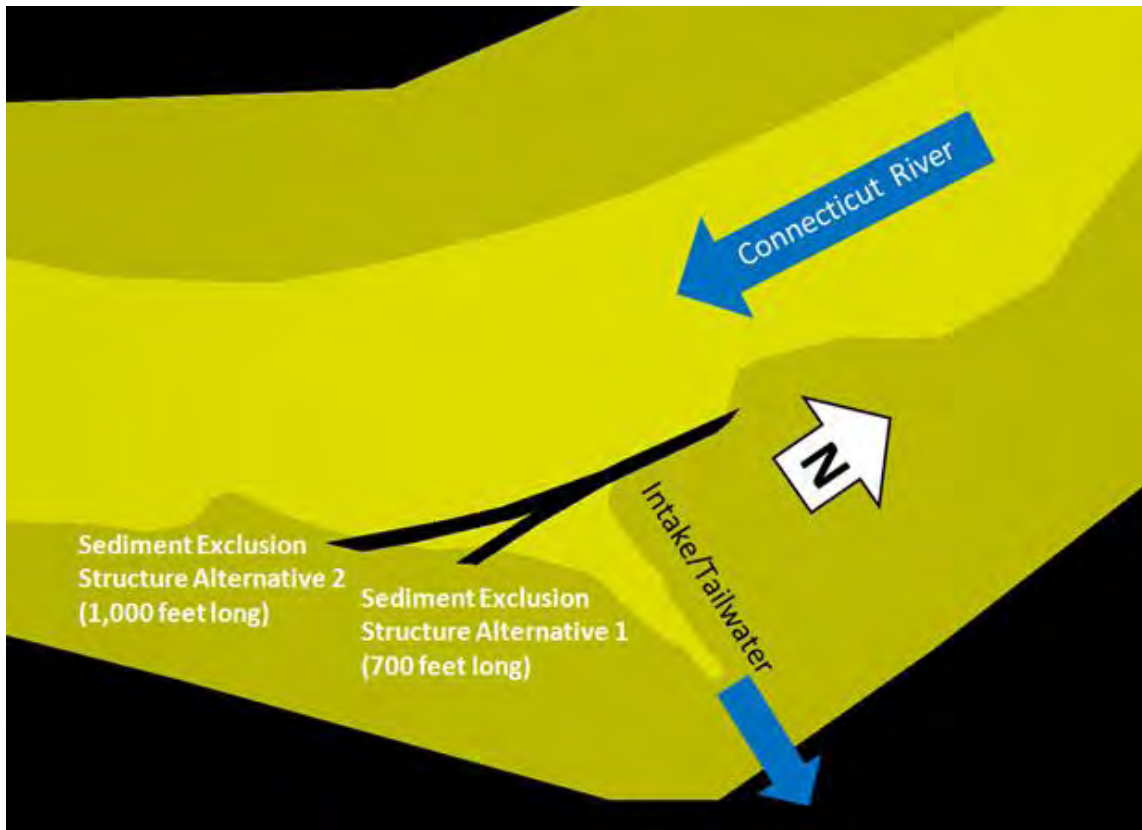 Connecticut River
N
Intake/Tailwater
Sediment Exclusion
Structure Alternative 2
(1,000 feet long)
Sediment Exclusion
Structure Alternative 1
(700 feet long)